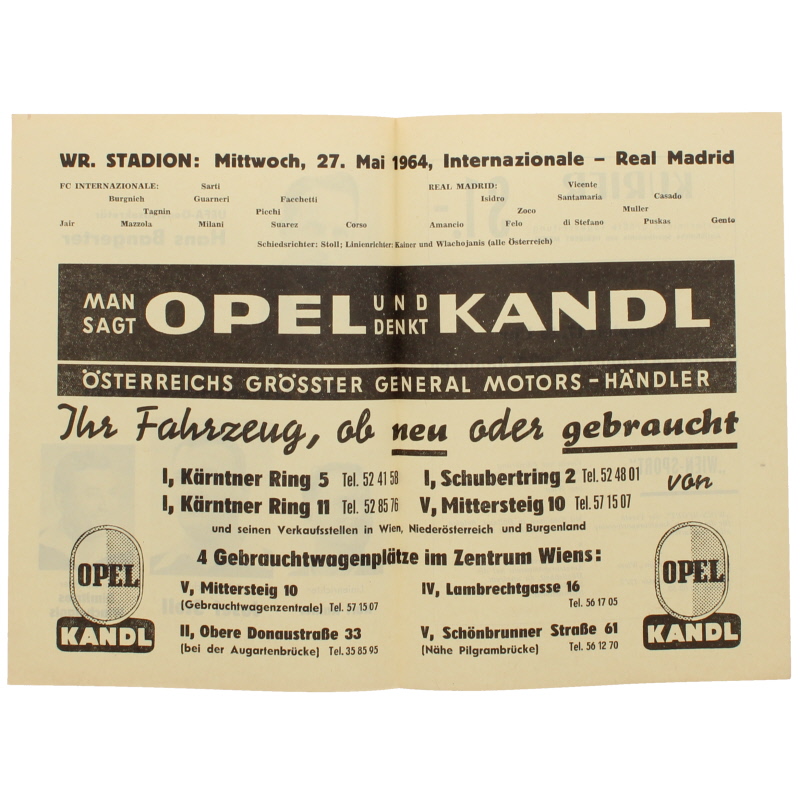 WR. STADION: Mittwoch, 27. Mai 1964, Internazionale – Real Madrid
FC INTERNAZIONALE: Sarti
Burgnich Guarneri Facchetti
Tagnin Picchi
Jair Mazzola Milani Suarez Corso
REAL MADRID: Vicente
Isidro Santamaria Casado
Zoco Muller
Amancio Felo di Stefano Puskas Gento
Schiedsrichter: Stoll; Linienrichter: Kainer und Wlachojanis (alle Österreich)
MAN SAGT OPEL UND DENKT KANDL
ÖSTERREICHS GRÖSSTER GENERAL MOTORS – HÄNDLER
Ihr Fahrzeug, ob neu oder gebraucht
I, Kärntner Ring 5 Tel. 52 41 58 I, Schubertring 2 Tel. 52 48 01 von
I, Kärntner Ring 11 Tel. 52 85 76 V, Mittersteig 10 Tel. 57 15 07
und seinen Verkaufsstellen in Wien, Niederösterreich und Burgenland
4 Gebrauchtwagenplätze im Zentrum Wiens:
V, Mittersteig 10
(Gebrauchtwagenzentrale) Tel. 57 15 07
IV, Lambrechtgasse 16
Tel. 56 17 05
II, Obere Donaustraße 33
(bei der Augartenbrücke) Tel. 35 85 95
V, Schönbrunner Straße 61
(Nähe Pilgrambrücke) Tel. 56 12 70
OPEL
KANDL
OPEL
KANDL